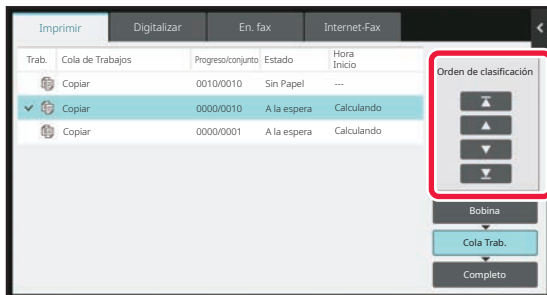 Imprimir Digitalizar En. fax Internet-Fax
Trab. Cola de Trabajos Progreso/conjunto Estado Hora Inicio
Copiar 0010/0010 Sin Papel ---
Copiar 0000/0010 A la espera Calculando
Copiar 0000/0001 A la espera Calculando
Orden de clasificación
Bobina
Cola Trab.
Completo